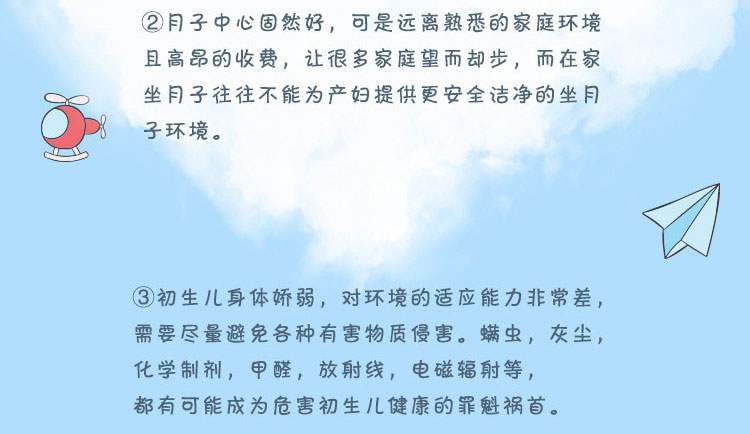 ②月子中心固然好，可是远离熟悉的家庭环境
且高昂的收费，让很多家庭望而却步，而在家
坐月子往往不能为产妇提供更安全洁净的坐月
子环境。
③初生儿身体娇弱，对环境的适应能力非常差，
需要尽量避免各种有害物质侵害。螨虫，灰尘，
化学制剂，甲醛，放射线，电磁辐射等，
都有可能成为危害初生儿健康的罪魁祸首。